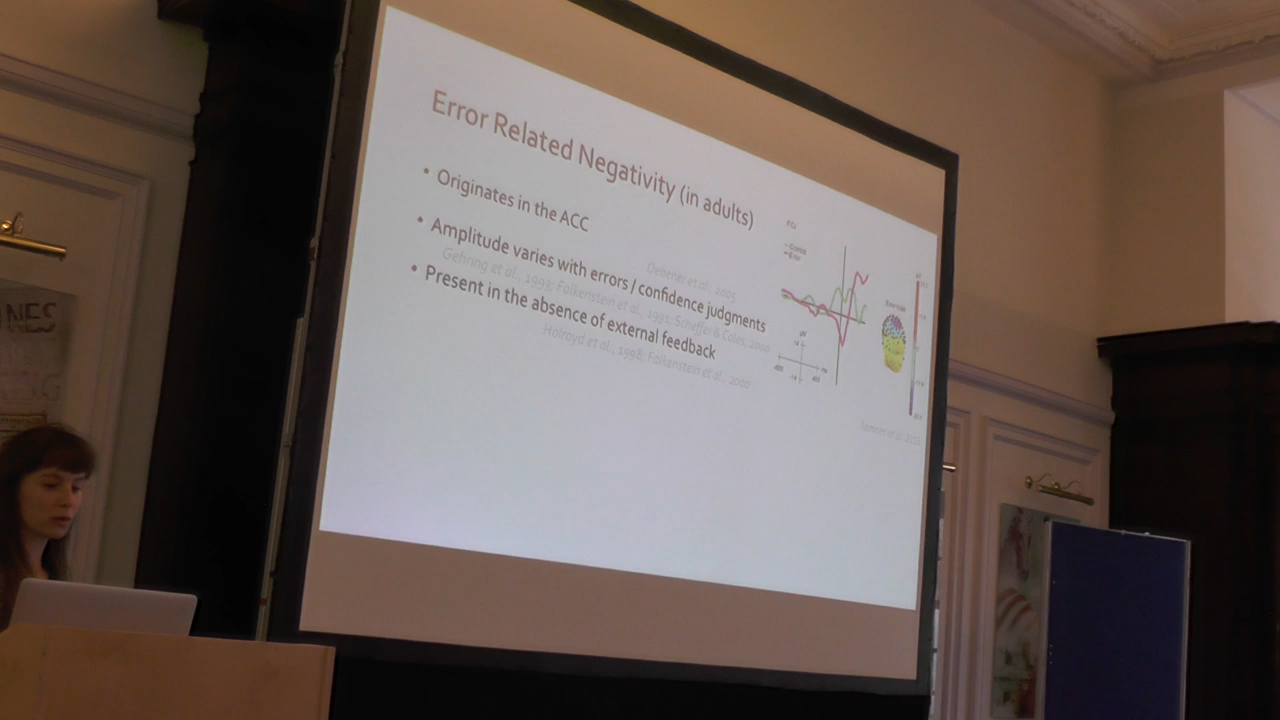 Error Related Negativity (in adults)
• Originates in the ACC
Debener et al., 2005
• Amplitude varies with errors / confidence judgments
Gehring et al., 1993; Falkenstein et al., 1991; Scheffer & Coles, 2000
• Present in the absence of external feedback
Holroyd et al., 1998; Falkenstein et al., 2000
Correct
Error
NES